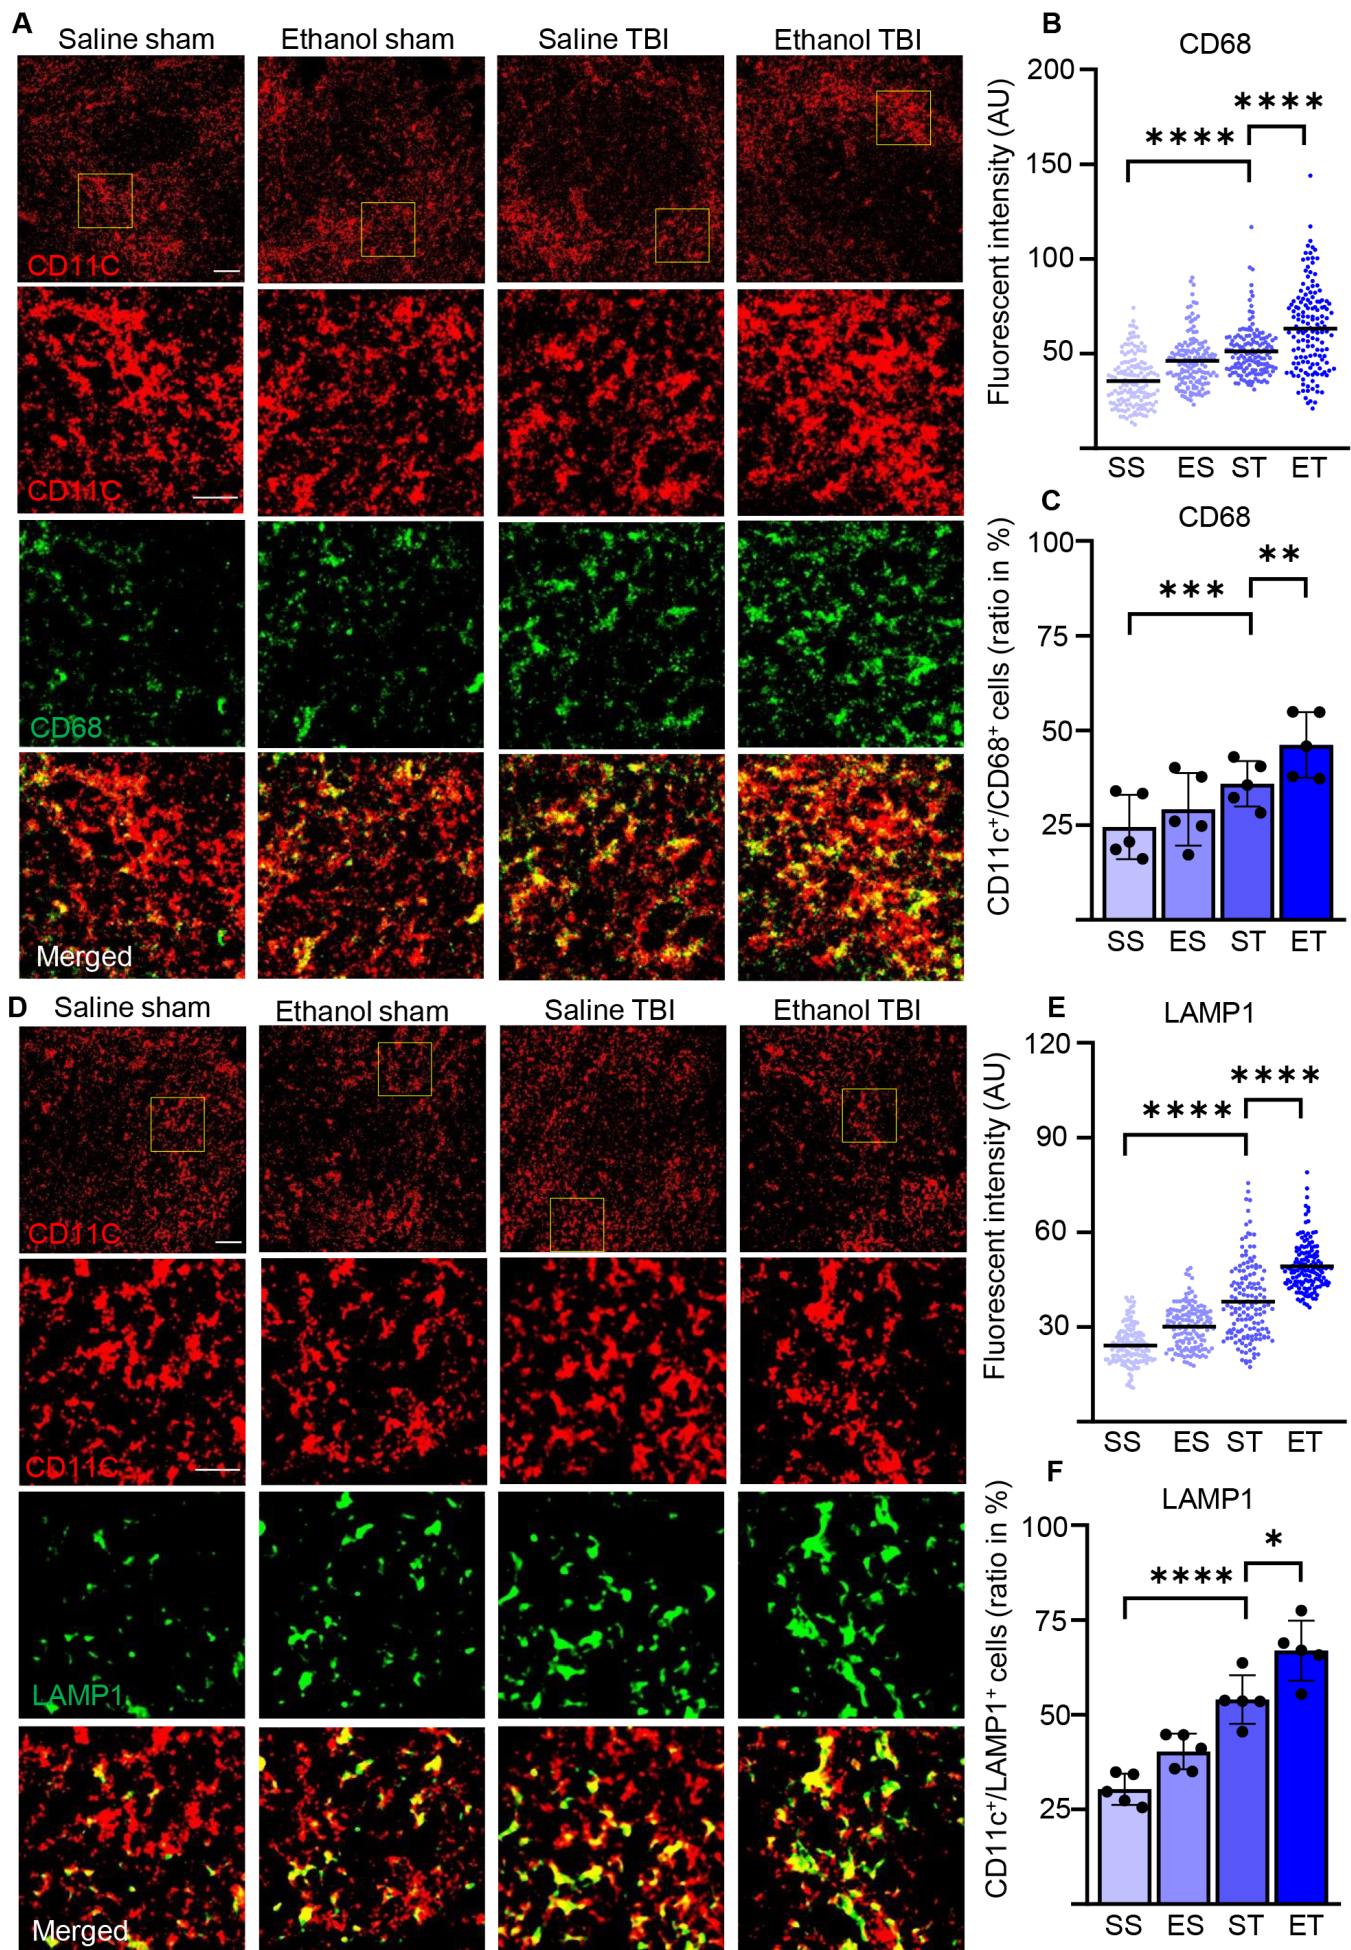 A
Saline sham
Ethanol sham
Saline TBI
Ethanol TBI
CD11C
CD11C
CD68
Merged
B
CD68
Fluorescent intensity (AU)
200
150
100
50
****
****
SS ES ST ET
C
CD68
CD11c+/CD68+ cells (ratio in %)
100
75
50
25
***
**
SS ES ST ET
D
Saline sham
Ethanol sham
Saline TBI
Ethanol TBI
CD11C
CD11C
LAMP1
Merged
E
LAMP1
Fluorescent intensity (AU)
120
90
60
30
****
****
SS ES ST ET
F
LAMP1
CD11c+/LAMP1+ cells (ratio in %)
100
75
50
25
****
*
SS ES ST ET